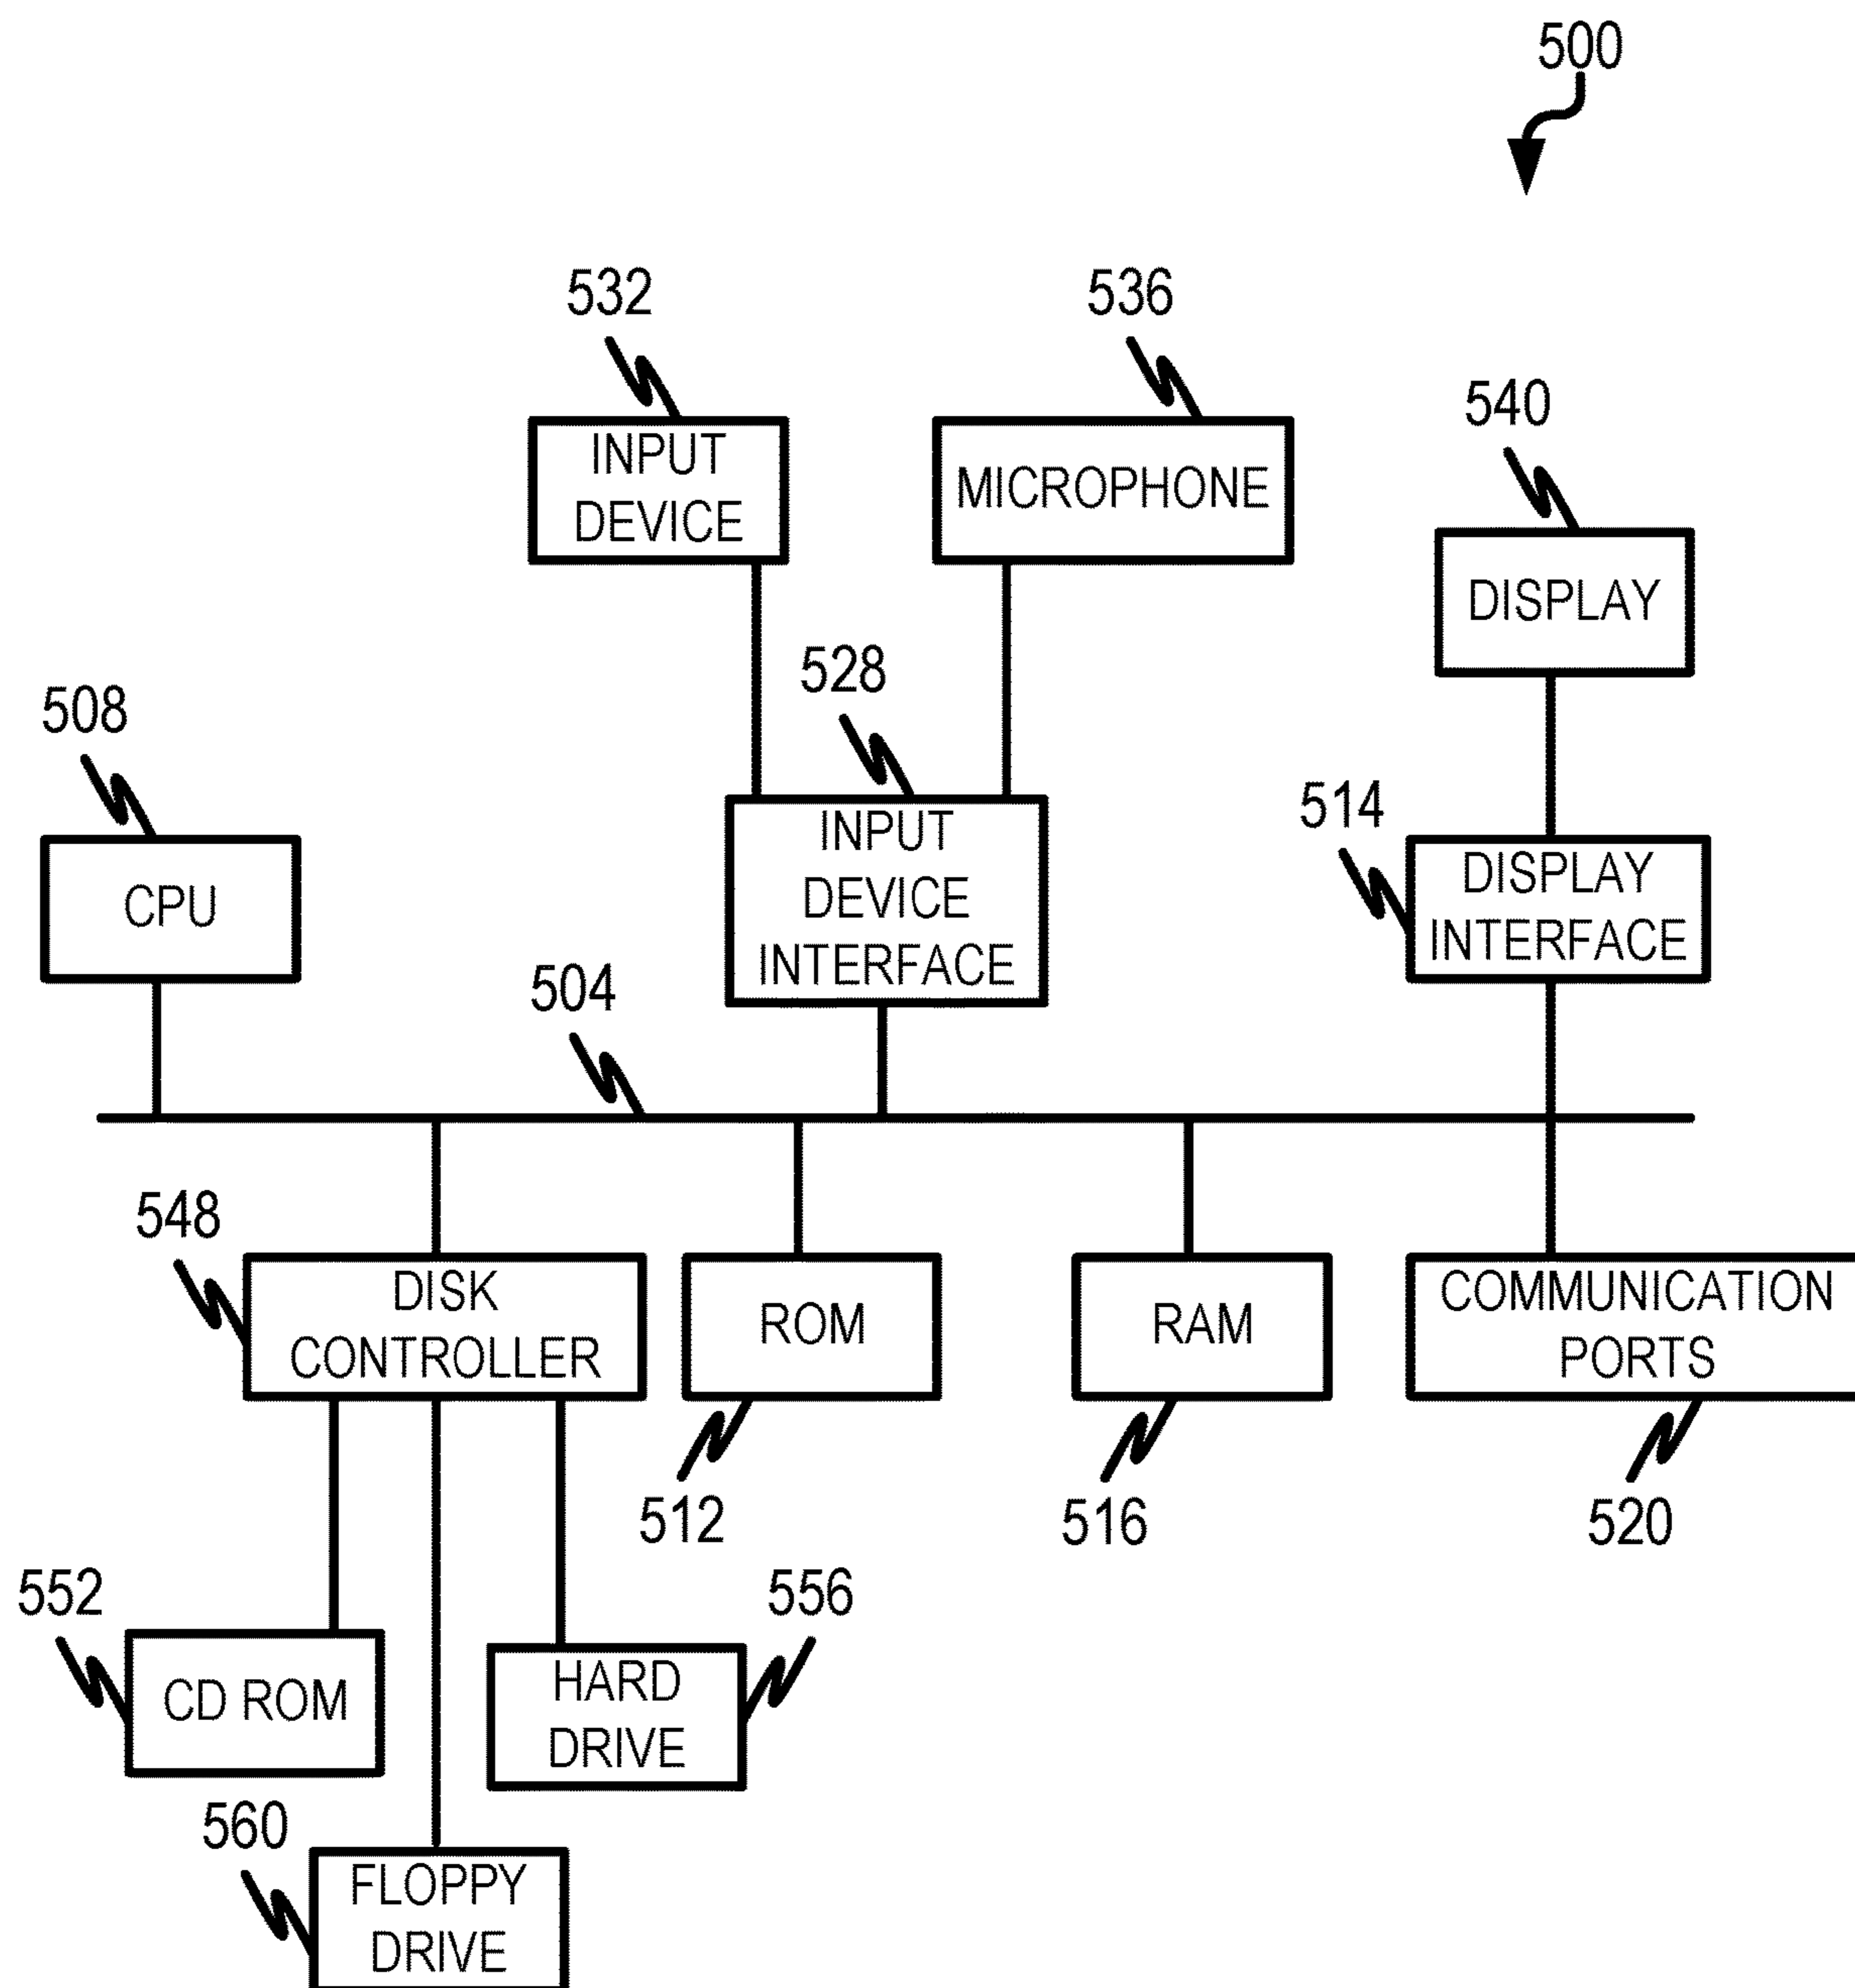 500
532
536
540
INPUT
DEVICE
MICROPHONE
DISPLAY
528
508
514
INPUT
DEVICE
INTERFACE
DISPLAY
INTERFACE
CPU
504
548
DISK
CONTROLLER
ROM
RAM
COMMUNICATION
PORTS
512
516
520
552
556
CD ROM
HARD
DRIVE
560
FLOPPY
DRIVE